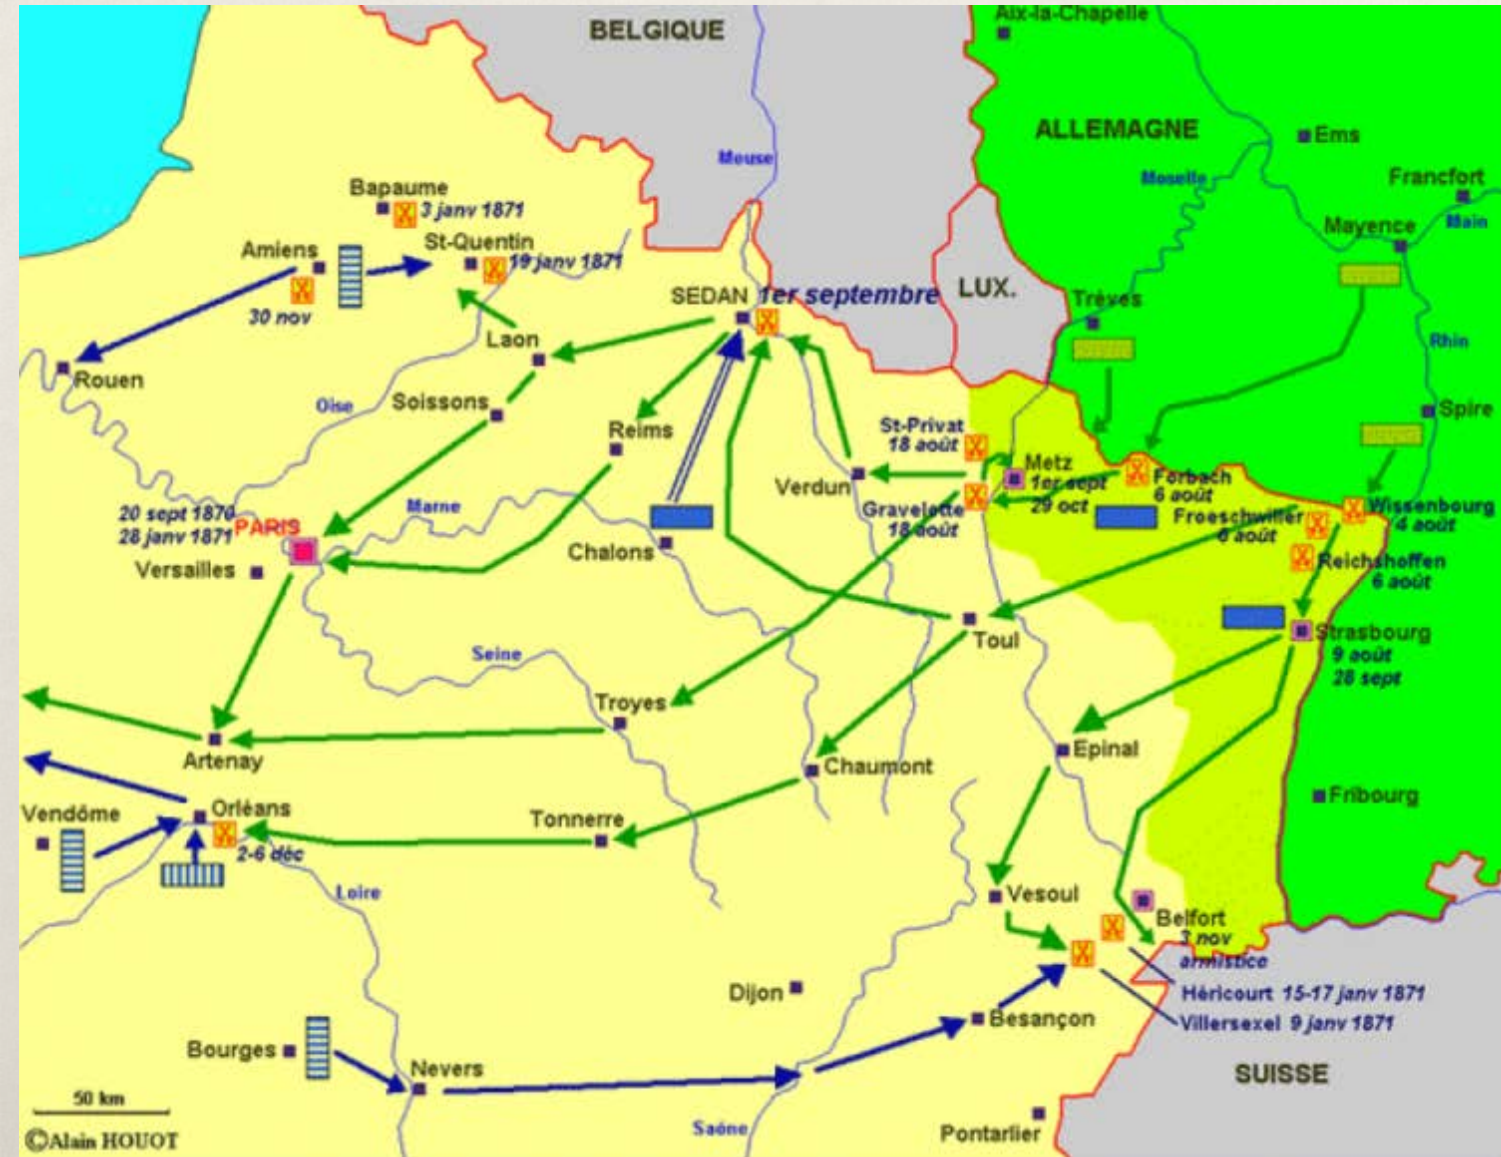 Aix-la-Chapelle
BELGIQUE
ALLEMAGNE
Ems
Meuse
Moselle
Francfort
Bapaume
3 janv 1871
Mayence
Main
Amiens
St-Quentin
19 janv 1871
30 nov
SEDAN
1er septembre
LUX.
Trèves
Rhin
Laon
Rouen
Oise
Soissons
Spire
Reims
St-Privat
18 août
Verdun
Metz
1er sept
29 oct
Forbach
6 août
Gravelotte
18 août
Marne
20 sept 1870
28 janv 1871
PARIS
Wissenbourg
4 août
Froeschwiller
6 août
Chalons
Versailles
Reichshoffen
6 août
Strasbourg
9 août
28 sept
Toul
Seine
Troyes
Artenay
Epinal
Chaumont
Fribourg
Vendôme
Orléans
2-6 déc
Tonnerre
Loire
Vesoul
Belfort
3 nov
armistice
Dijon
Héricourt 15-17 janv 1871
Villersexel 9 janv 1871
Besançon
Bourges
Nevers
SUISSE
50 km
Saône
Pontarlier
©Alain HOUOT